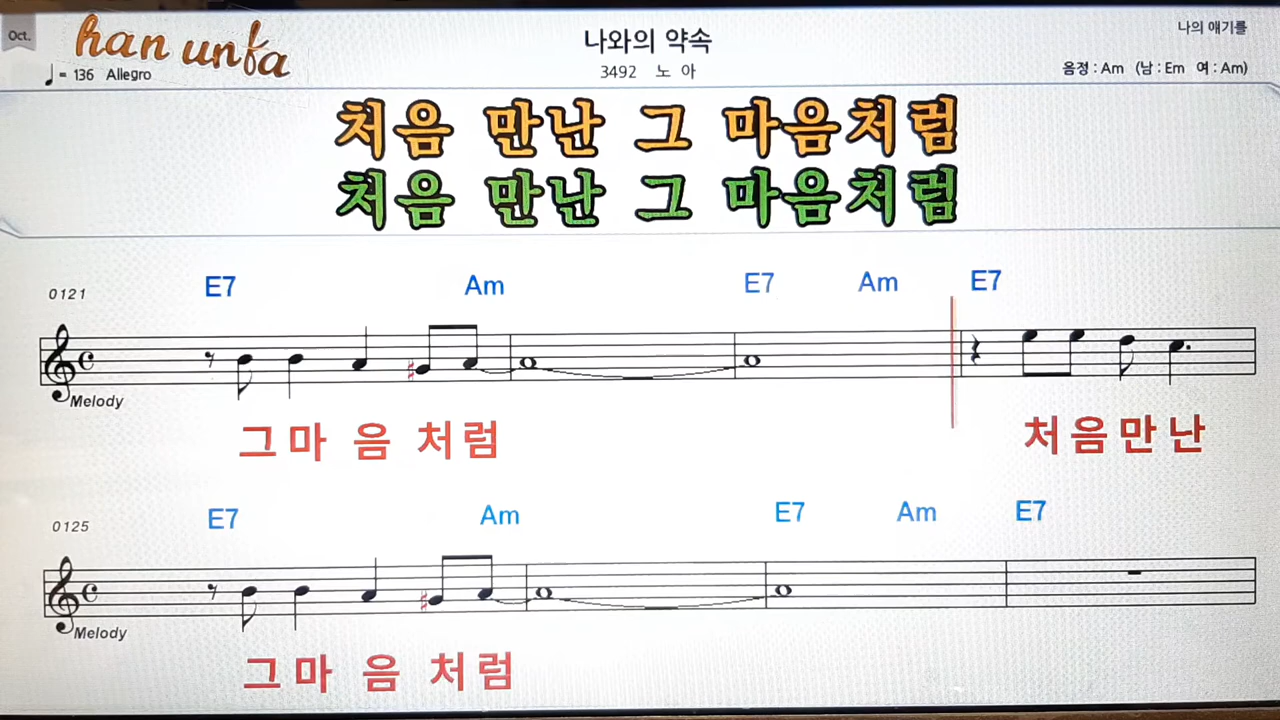 Oct.
han unfa
나와의 약속
나의 얘기를
= 136 Allegro
3492 노 아
음정 : Am (남 : Em 여 : Am)
처음 만난 그 마음처럼
처음 만난 그 마음처럼
0121 E7 Am E7 Am E7
Melody
그마 음 처럼 처음만난
0125 E7 Am E7 Am E7
Melody
그마 음 처럼